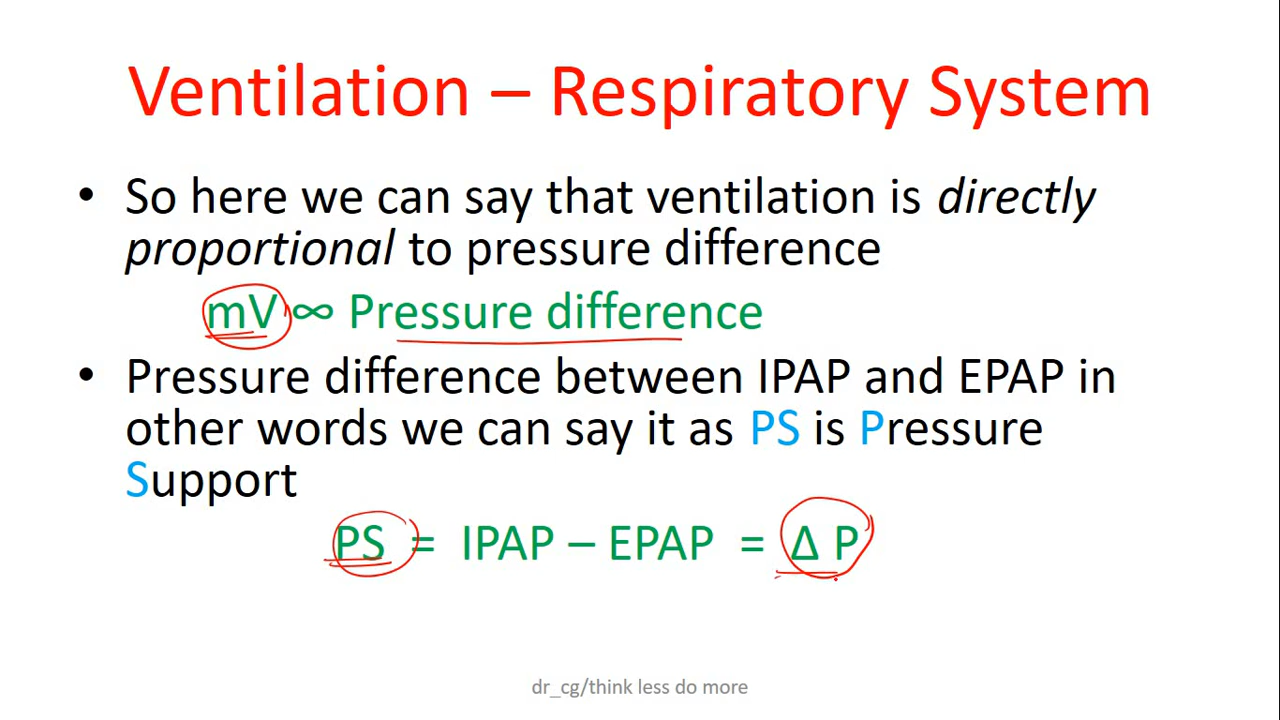 Ventilation – Respiratory System
• So here we can say that ventilation is directly
proportional to pressure difference
mV ∞ Pressure difference
• Pressure difference between IPAP and EPAP in
other words we can say it as PS is Pressure
Support
PS = IPAP – EPAP = Δ P
dr_cg/think less do more